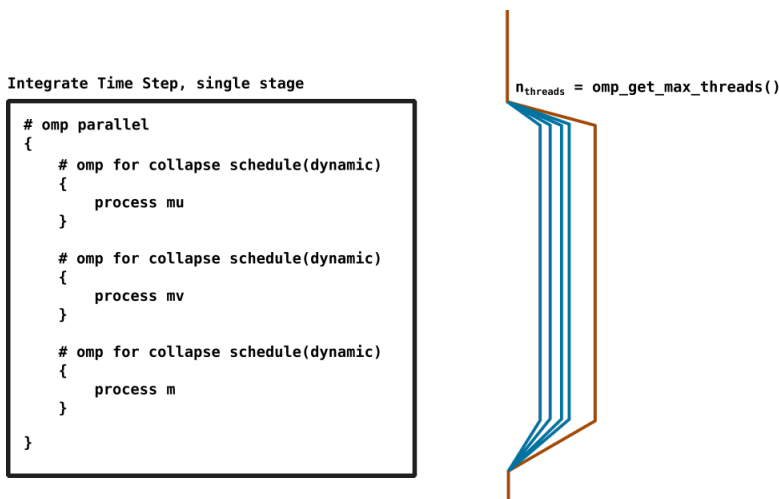 Integrate Time Step, single stage
n_threads = omp_get_max_threads()
# omp parallel
{
# omp for collapse schedule(dynamic)
{
process mu
}
# omp for collapse schedule(dynamic)
{
process mv
}
# omp for collapse schedule(dynamic)
{
process m
}
}